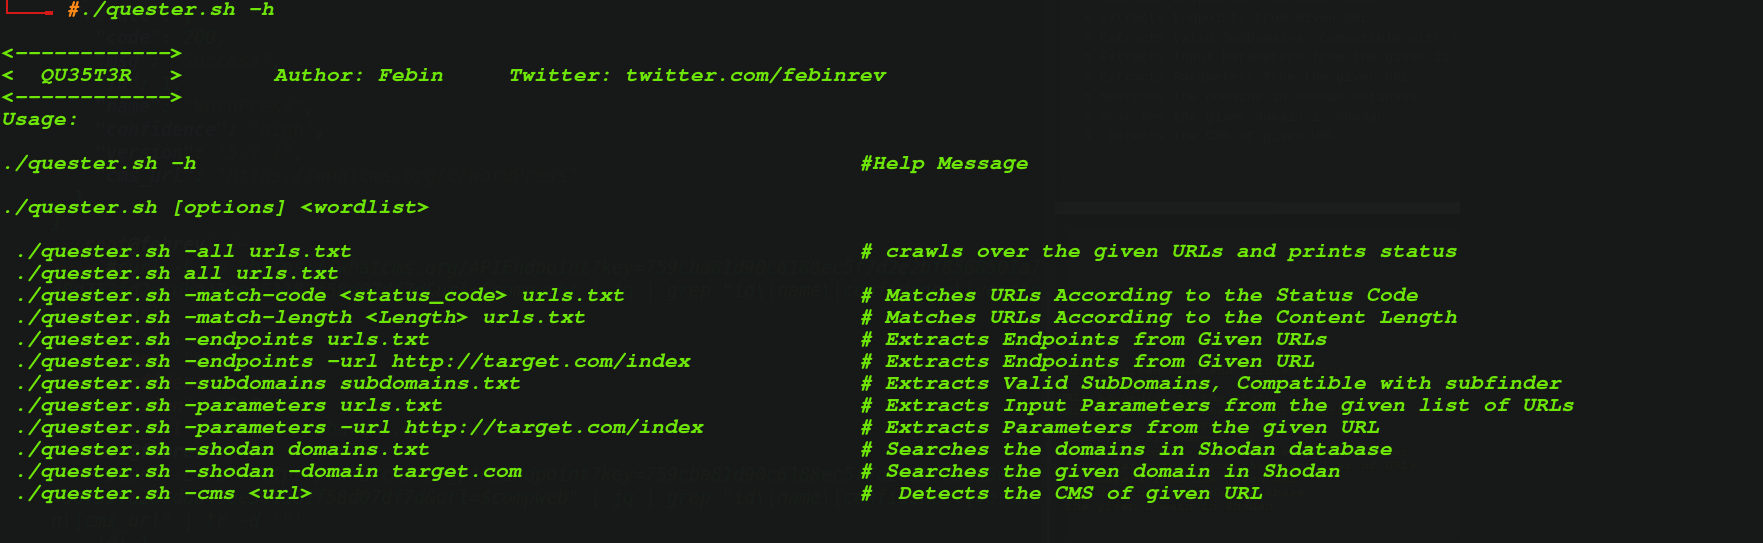 #./quester.sh -h
<------------>
<  QU35T3R   >       Author: Febin     Twitter: twitter.com/febinrev
<------------>
Usage:
./quester.sh -h                                                   #Help Message
./quester.sh [options] <wordlist>
./quester.sh -all urls.txt                                       # crawls over the given URLs and prints status
./quester.sh all urls.txt
./quester.sh -match-code <status_code> urls.txt                  # Matches URLs According to the Status Code
./quester.sh -match-length <Length> urls.txt                     # Matches URLs According to the Content Length
./quester.sh -endpoints urls.txt                                 # Extracts Endpoints from Given URLs
./quester.sh -endpoints -url http://target.com/index             # Extracts Endpoints from Given URL
./quester.sh -subdomains subdomains.txt                          # Extracts Valid SubDomains, Compatible with subfinder
./quester.sh -parameters urls.txt                                # Extracts Input Parameters from the given list of URLs
./quester.sh -parameters -url http://target.com/index            # Extracts Parameters from the given URL
./quester.sh -shodan domains.txt                                 # Searches the domains in Shodan database
./quester.sh -shodan -domain target.com                          # Searches the given domain in Shodan
./quester.sh -cms <url>                                          #  Detects the CMS of given URL